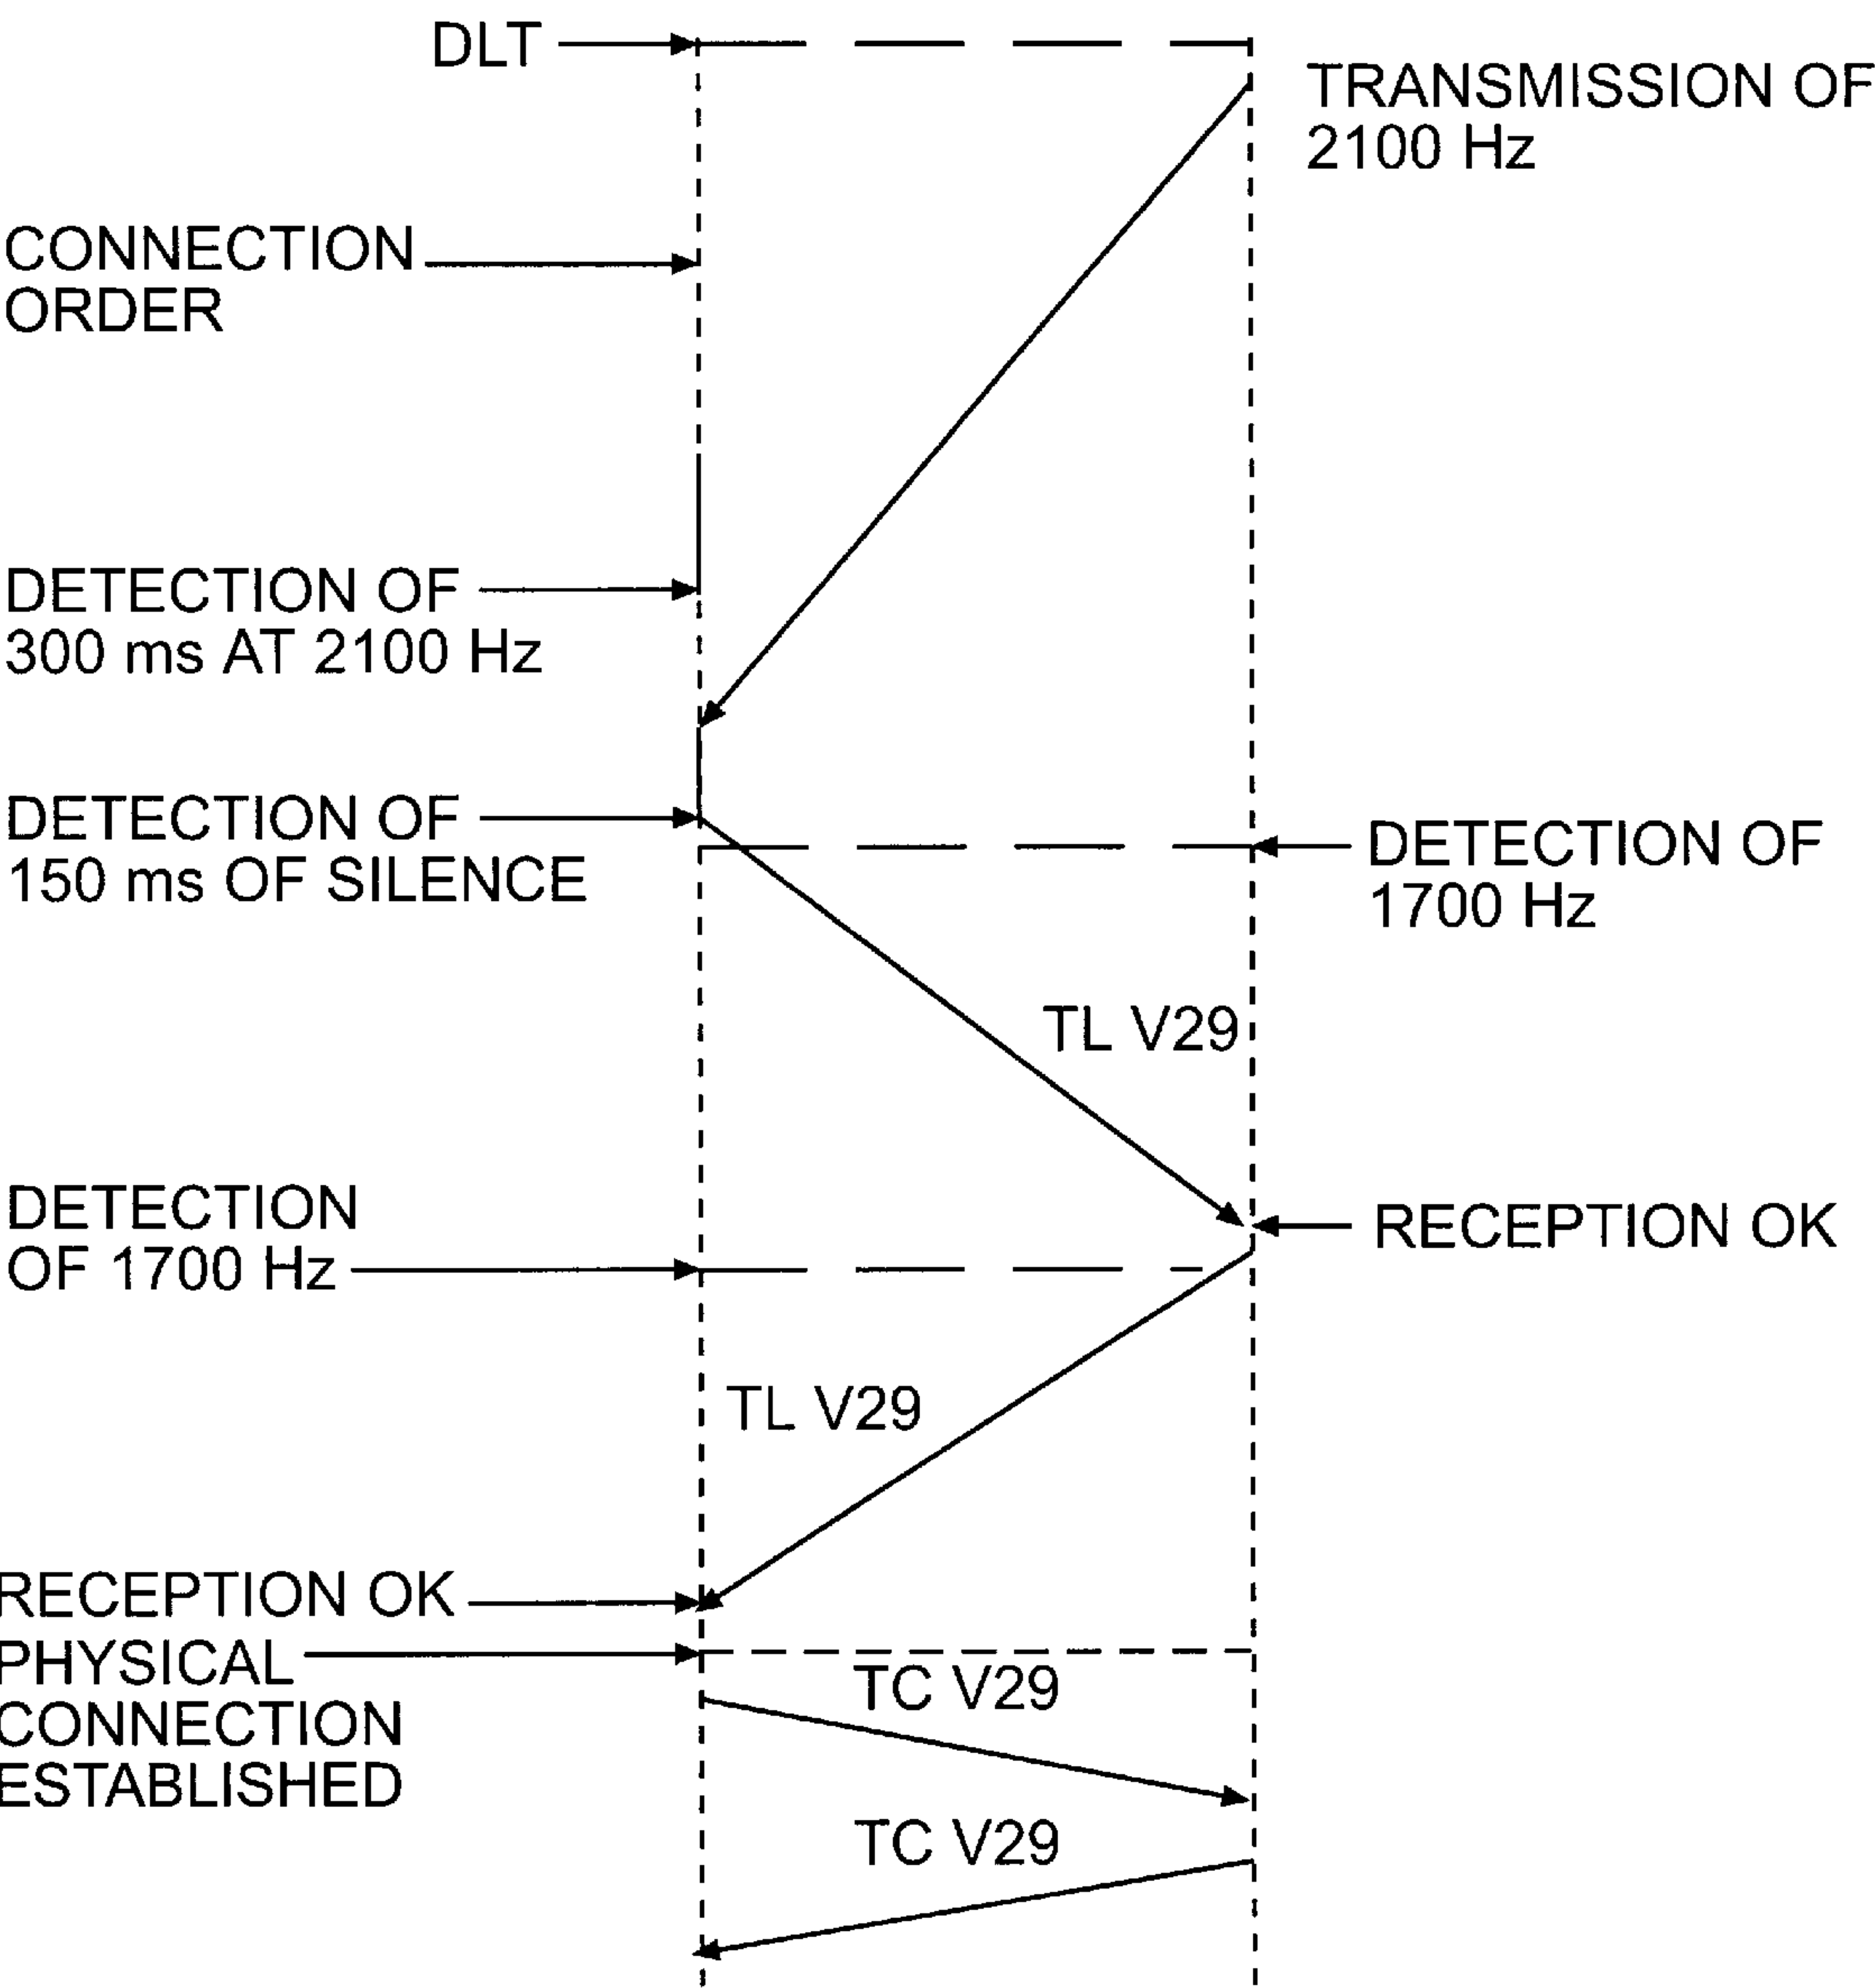 DLT
TRANSMISSION OF
2100 Hz
CONNECTION
ORDER
DETECTION OF
300 ms AT 2100 Hz
DETECTION OF
150 ms OF SILENCE
DETECTION OF
1700 Hz
TL V29
DETECTION
OF 1700 Hz
RECEPTION OK
TL V29
RECEPTION OK
PHYSICAL
CONNECTION
ESTABLISHED
TC V29
TC V29